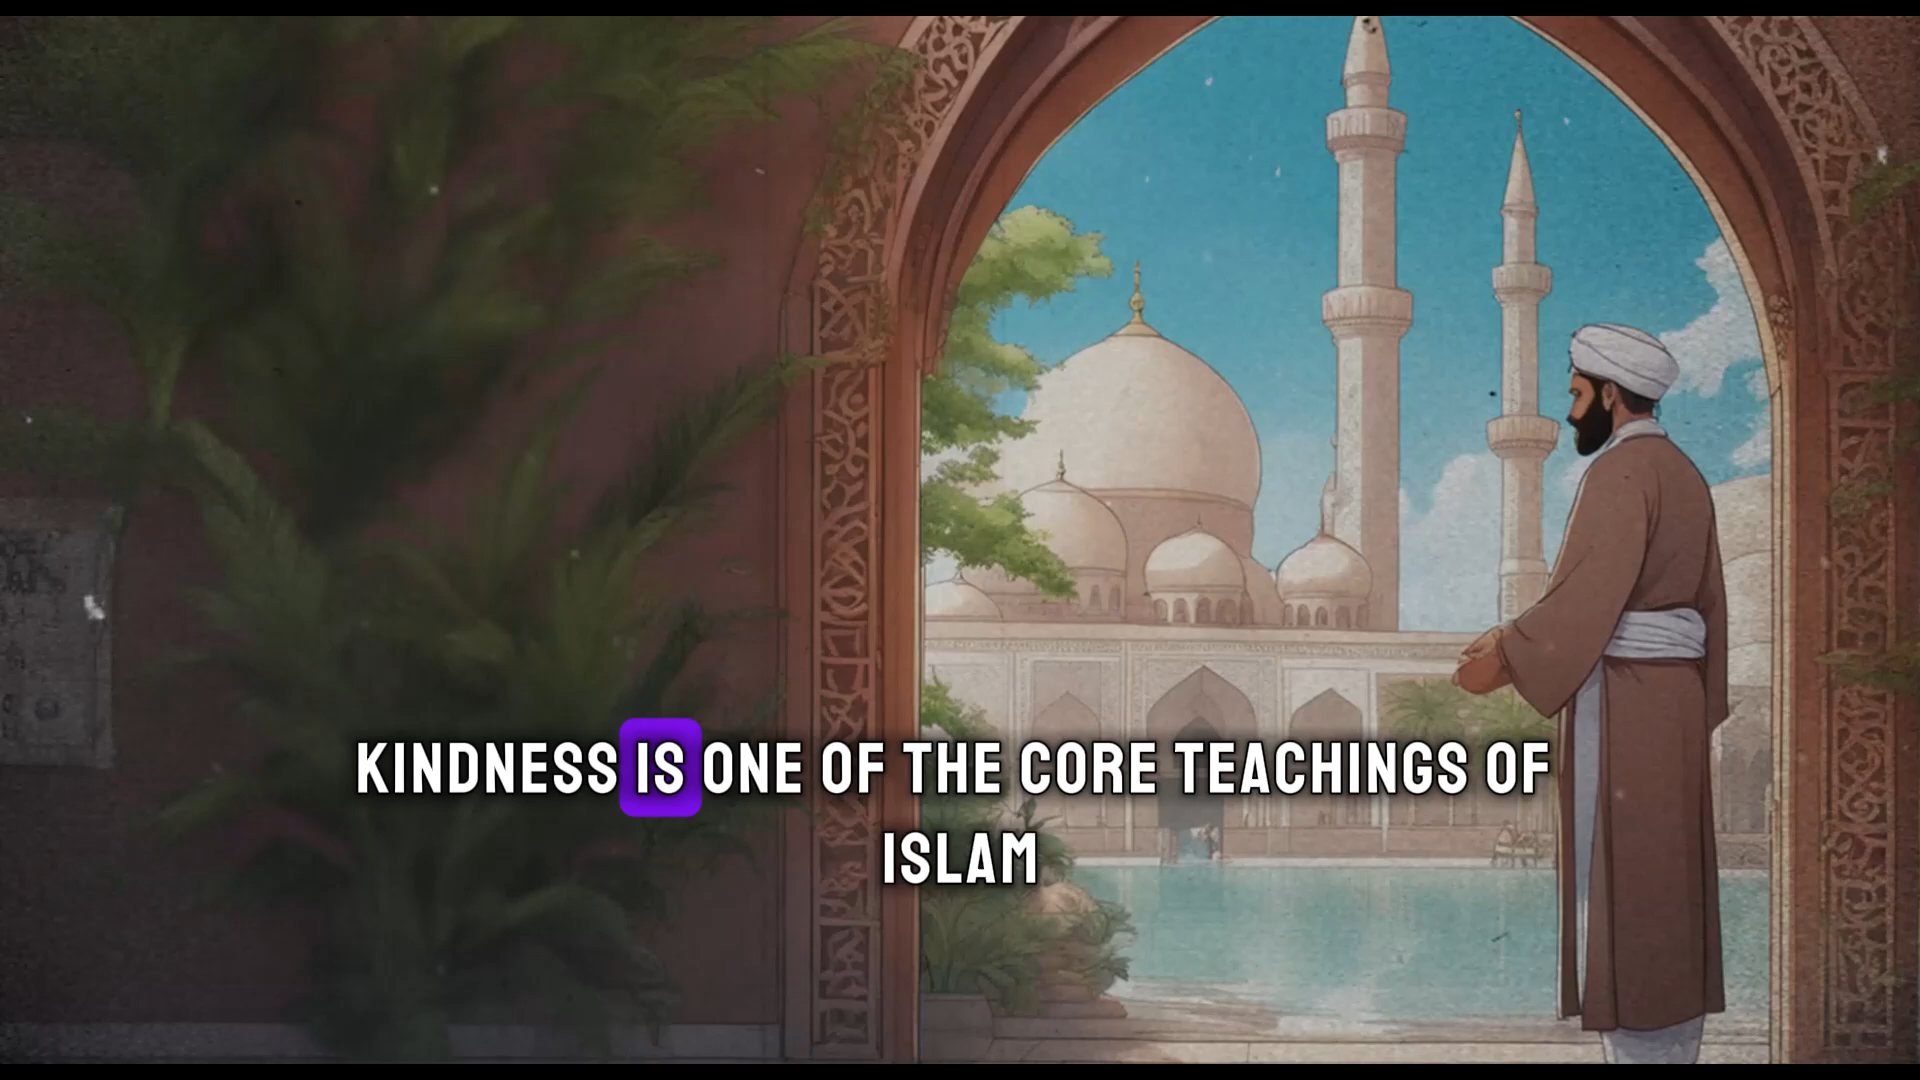 KINDNESS IS ONE OF THE CORE TEACHINGS OF
ISLAM